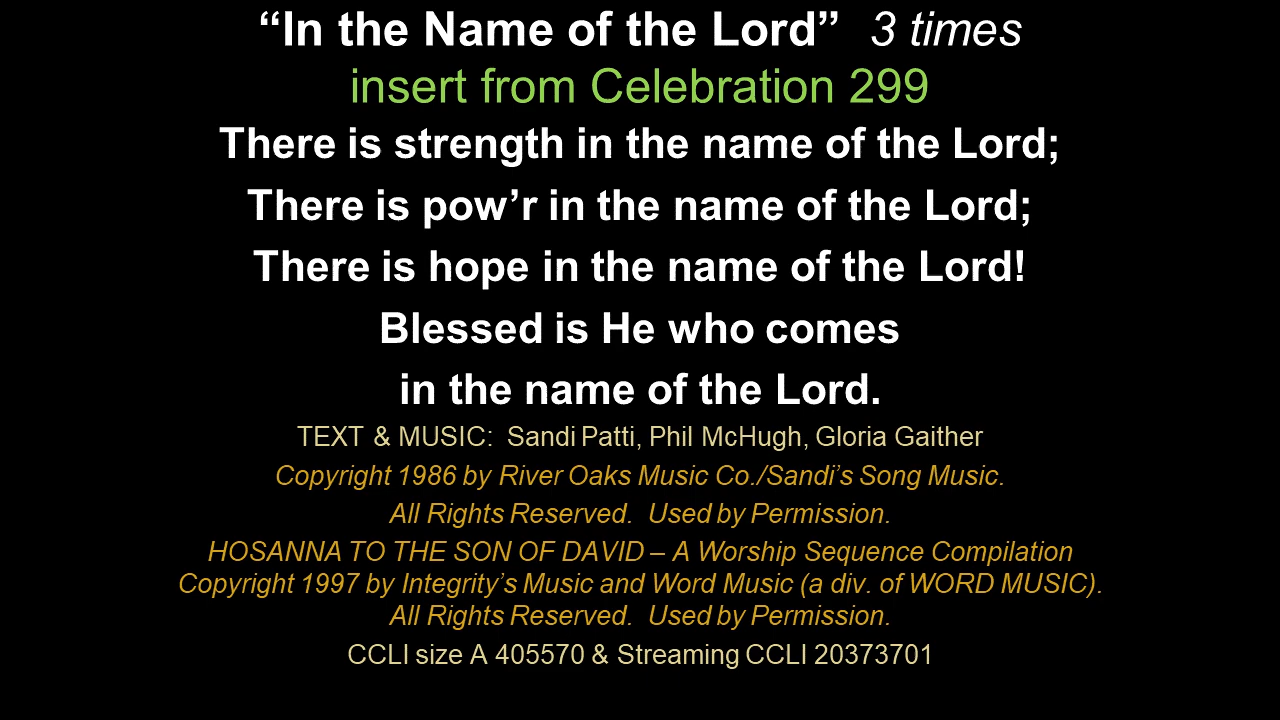 “In the Name of the Lord”  3 times
insert from Celebration 299
There is strength in the name of the Lord;
There is pow’r in the name of the Lord;
There is hope in the name of the Lord!
Blessed is He who comes
in the name of the Lord.
TEXT & MUSIC:  Sandi Patti, Phil McHugh, Gloria Gaither
Copyright 1986 by River Oaks Music Co./Sandi’s Song Music.
All Rights Reserved.  Used by Permission.
HOSANNA TO THE SON OF DAVID – A Worship Sequence Compilation
Copyright 1997 by Integrity’s Music and Word Music (a div. of WORD MUSIC).
All Rights Reserved.  Used by Permission.
CCLI size A 405570 & Streaming CCLI 20373701